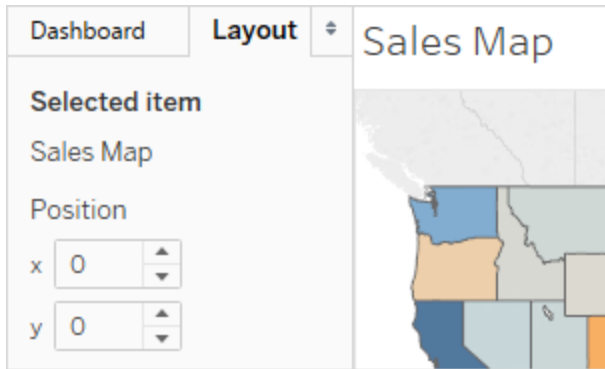 Dashboard Layout
Sales Map
Selected item
Sales Map
Position
x 0
y 0